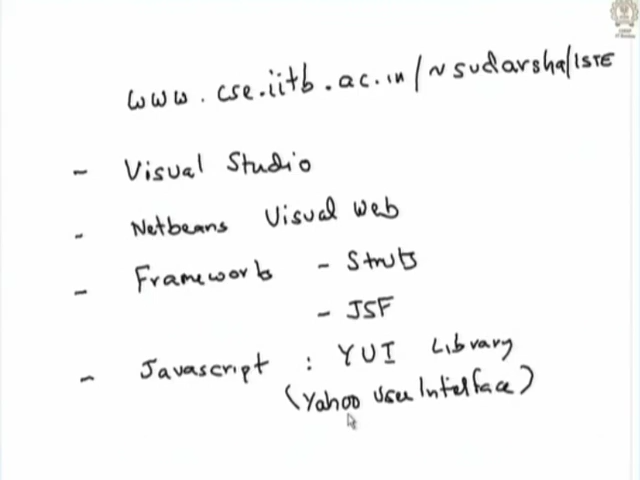 www.cse.iitb.ac.in/~sudarsha/ISTE
- Visual Studio
- Netbeans Visual Web
- Frameworks - Struts
- JSF
- Javascript : YUI Library
(Yahoo User Interface)